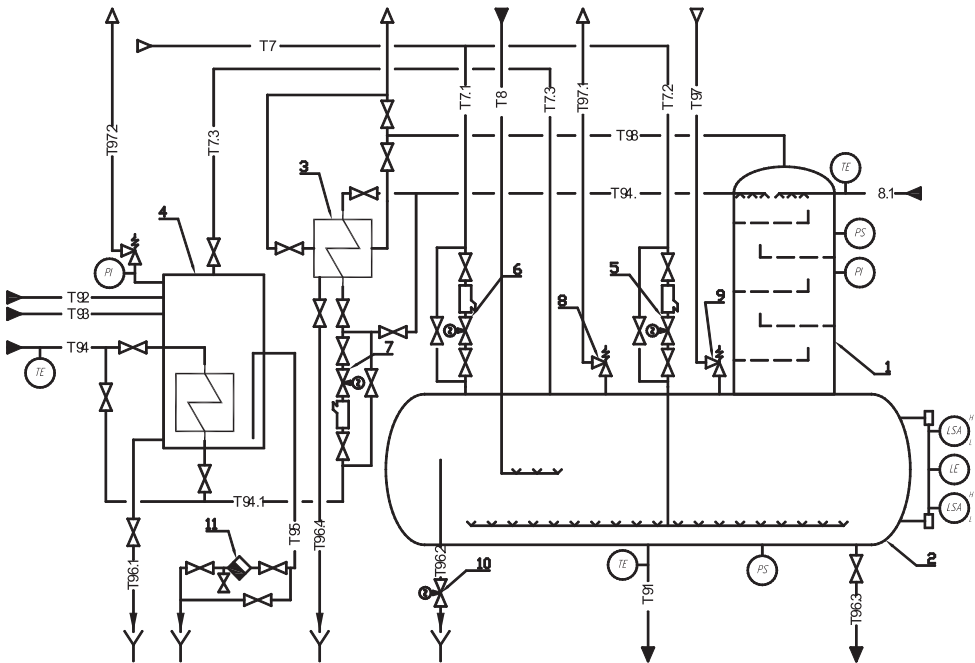 T7
T97.2
T7.3
T7.1
T8
T7.3
T97.1
T7.2
T97
T98
TE
3
T94.
8.1
4
PS
PI
6
5
PI
8
9
T92
T93
T94
7
TE
1
H
LSA
L
LE
T94.1
H
LSA
L
11
T95
T96.4
T96.2
10
TE
PS
2
T96.1
T91
T96.3